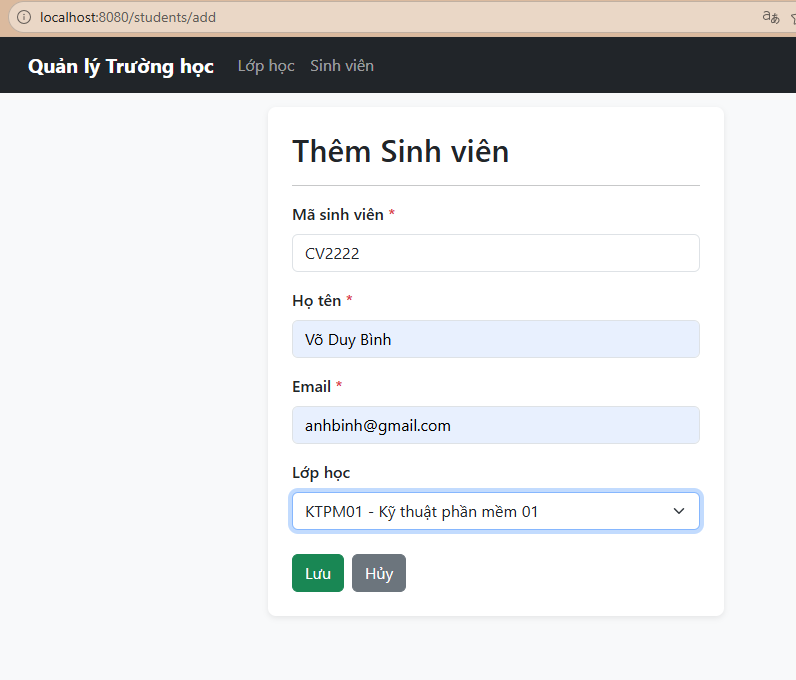 localhost:8080/students/add
Quản lý Trường học Lớp học Sinh viên
Thêm Sinh viên
Mã sinh viên *
CV2222
Họ tên *
Võ Duy Bình
Email *
anhbinh@gmail.com
Lớp học
KTPM01 - Kỹ thuật phần mềm 01
Lưu Hủy